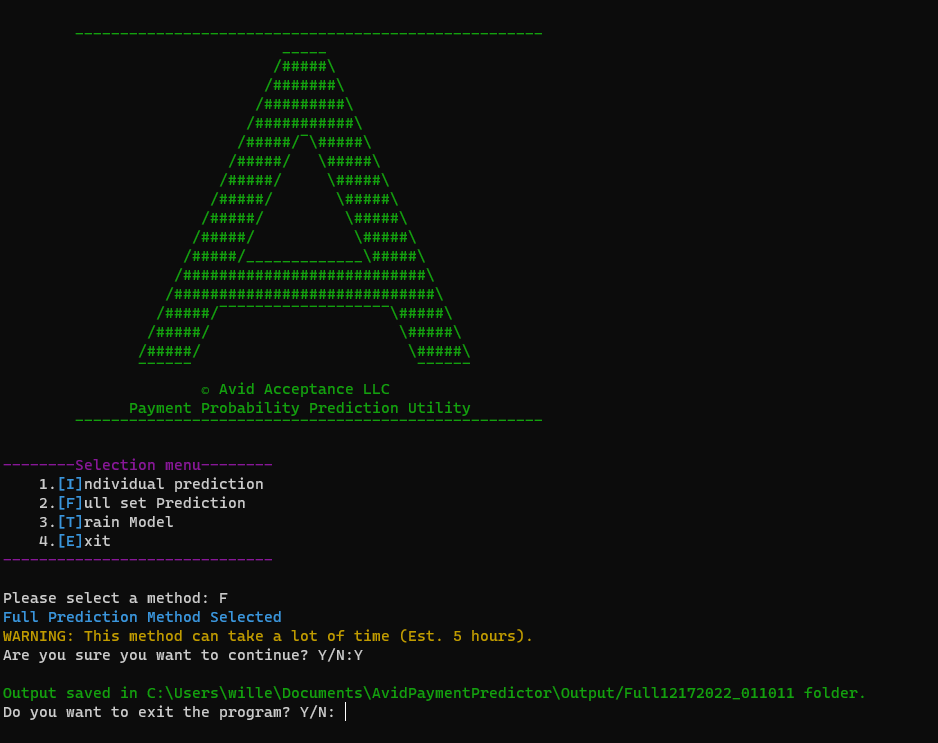 ----------------------------------------------------
_____
/#####\
/#######\
/#########\
/###########\
/#####/‾\#####\
/#####/   \#####\
/#####/     \#####\
/#####/       \#####\
/#####/         \#####\
/#####/           \#####\
/#####/_____________\#####\
/###########################\
/#############################\
/#####/‾‾‾‾‾‾‾‾‾‾‾‾‾‾‾‾‾‾‾\#####\
/#####/                     \#####\
/#####/                       \#####\
‾‾‾‾‾‾                         ‾‾‾‾‾‾
© Avid Acceptance LLC
Payment Probability Prediction Utility
----------------------------------------------------
--------Selection menu--------
1.[I]ndividual prediction
2.[F]ull set Prediction
3.[T]rain Model
4.[E]xit
------------------------------
Please select a method: F
Full Prediction Method Selected
WARNING: This method can take a lot of time (Est. 5 hours).
Are you sure you want to continue? Y/N:Y
Output saved in C:\Users\wille\Documents\AvidPaymentPredictor\Output/Full12172022_011011 folder.
Do you want to exit the program? Y/N: